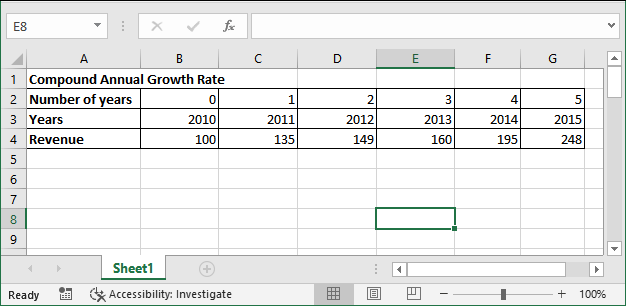 E8 fx
A B C D E F G
1 Compound Annual Growth Rate
2 Number of years 0 1 2 3 4 5
3 Years 2010 2011 2012 2013 2014 2015
4 Revenue 100 135 149 160 195 248
5
6
7
8
9
Sheet1
Ready Accessibility: Investigate 100%